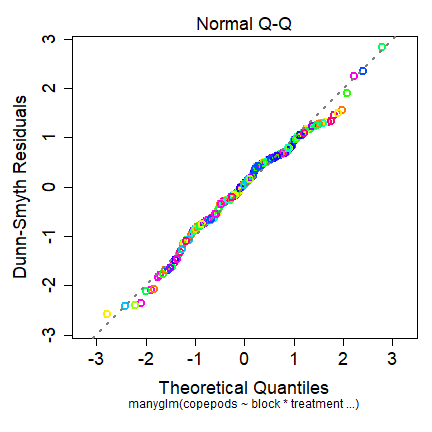 Normal Q-Q
Dunn-Smyth Residuals
3
2
1
0
-1
-2
-3
-3 -2 -1 0 1 2 3
Theoretical Quantiles
manyglm(copepods ~ block * treatment ...)